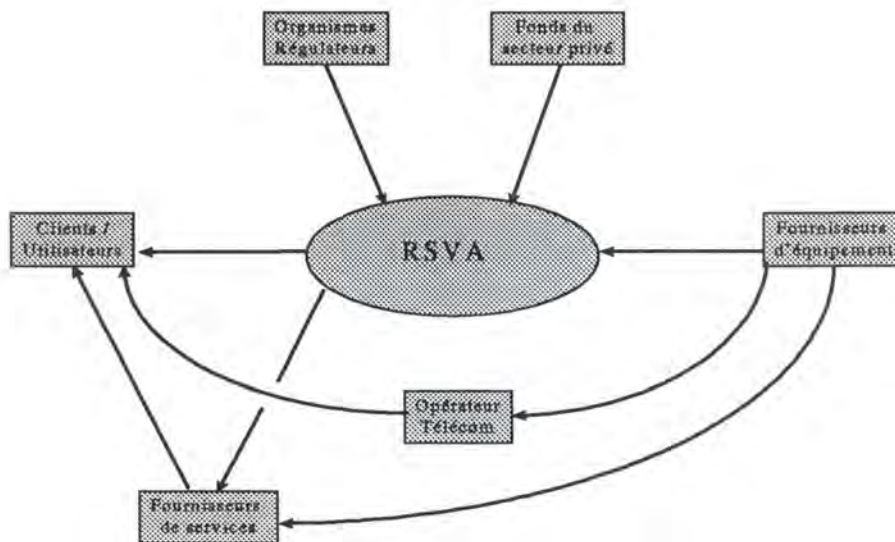 Organismes
Régulateurs
Fonds du
secteur privé
Clients /
Utilisateurs
RSVA
Fournisseurs
d'équipement
Opérateur
Télécom
Fournisseurs
de services